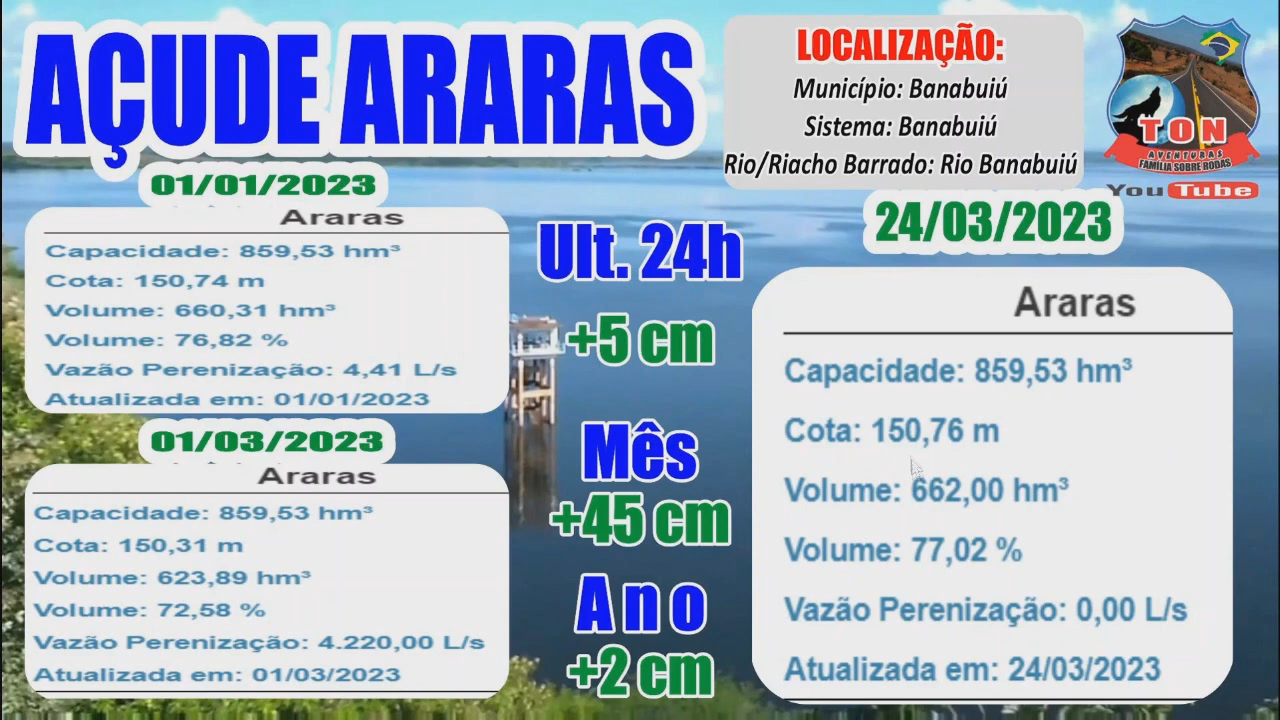 AÇUDE ARARAS
LOCALIZAÇÃO:
Município: Banabuiú
Sistema: Banabuiú
Rio/Riacho Barrado: Rio Banabuiú
TON
AVENTURAS
FAMÍLIA SOBRE RODAS
YouTube
01/01/2023
Araras
Capacidade: 859,53 hm³
Cota: 150,74 m
Volume: 660,31 hm³
Volume: 76,82 %
Vazão Perenização: 4,41 L/s
Atualizada em: 01/01/2023
01/03/2023
Araras
Capacidade: 859,53 hm³
Cota: 150,31 m
Volume: 623,89 hm³
Volume: 72,58 %
Vazão Perenização: 4.220,00 L/s
Atualizada em: 01/03/2023
Ult. 24h
+5 cm
Mês
+45 cm
Ano
+2 cm
24/03/2023
Araras
Capacidade: 859,53 hm³
Cota: 150,76 m
Volume: 662,00 hm³
Volume: 77,02 %
Vazão Perenização: 0,00 L/s
Atualizada em: 24/03/2023